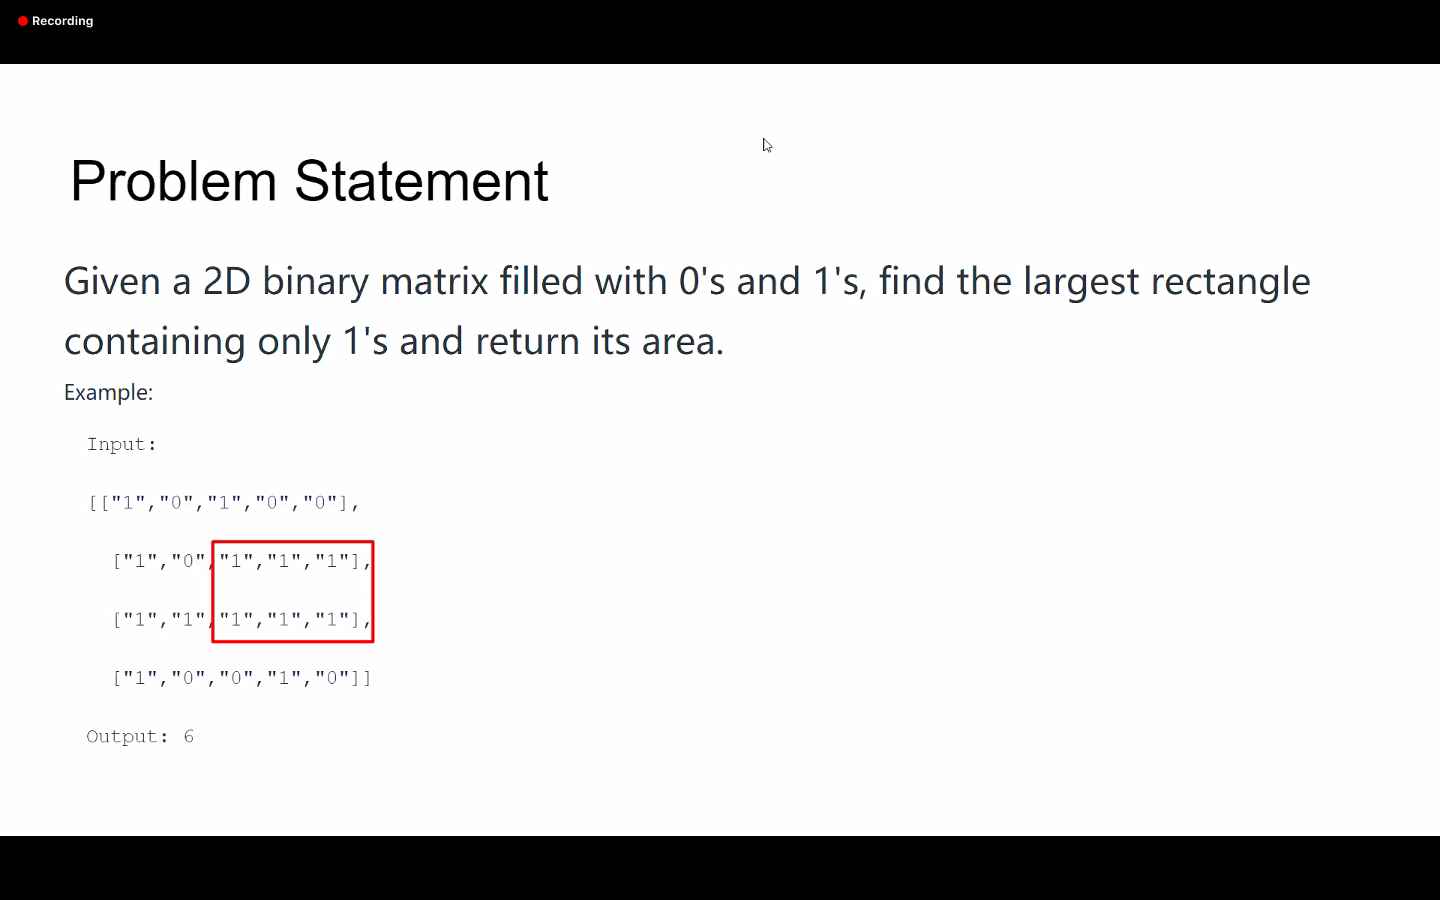 Recording
Problem Statement
Given a 2D binary matrix filled with 0's and 1's, find the largest rectangle
containing only 1's and return its area.
Example:
Input:
[["1","0","1","0","0"],
["1","0","1","1","1"],
["1","1","1","1","1"],
["1","0","0","1","0"]]
Output: 6